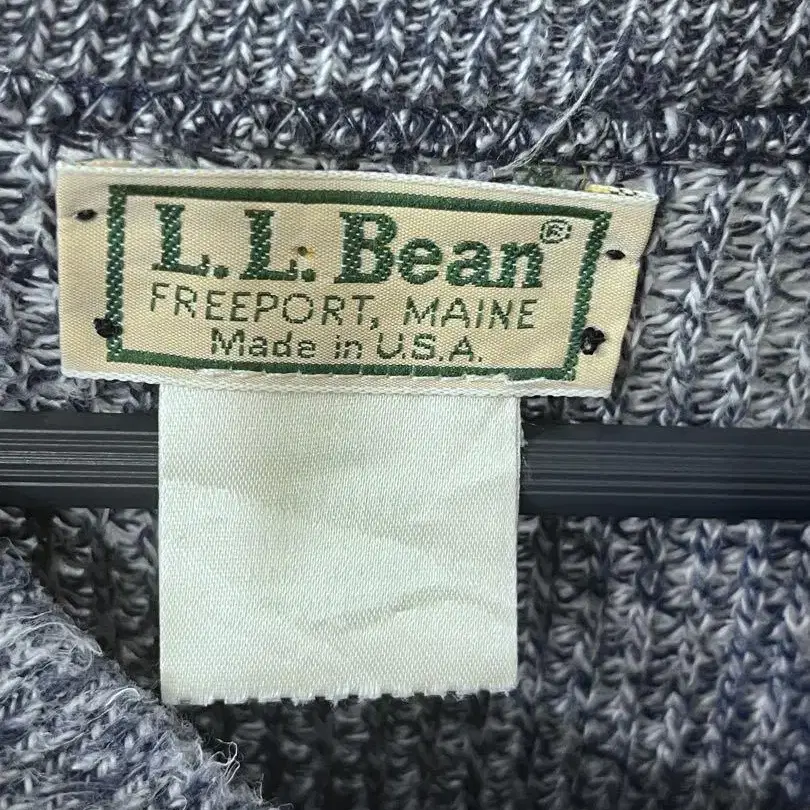 L.L. Bean®
FREEPORT, MAINE
Made in U.S.A.